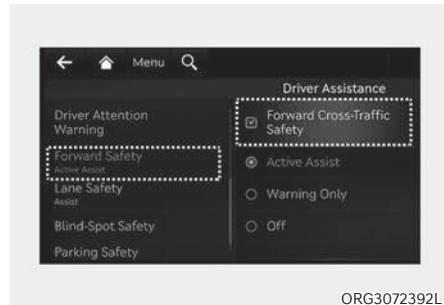 Menu
Driver Assistance
Driver Attention
Warning
Forward Safety
Active Assist
Lane Safety
Assist
Blind-Spot Safety
Parking Safety
Forward Cross-Traffic
Safety
Active Assist
Warning Only
Off
ORG3072392L